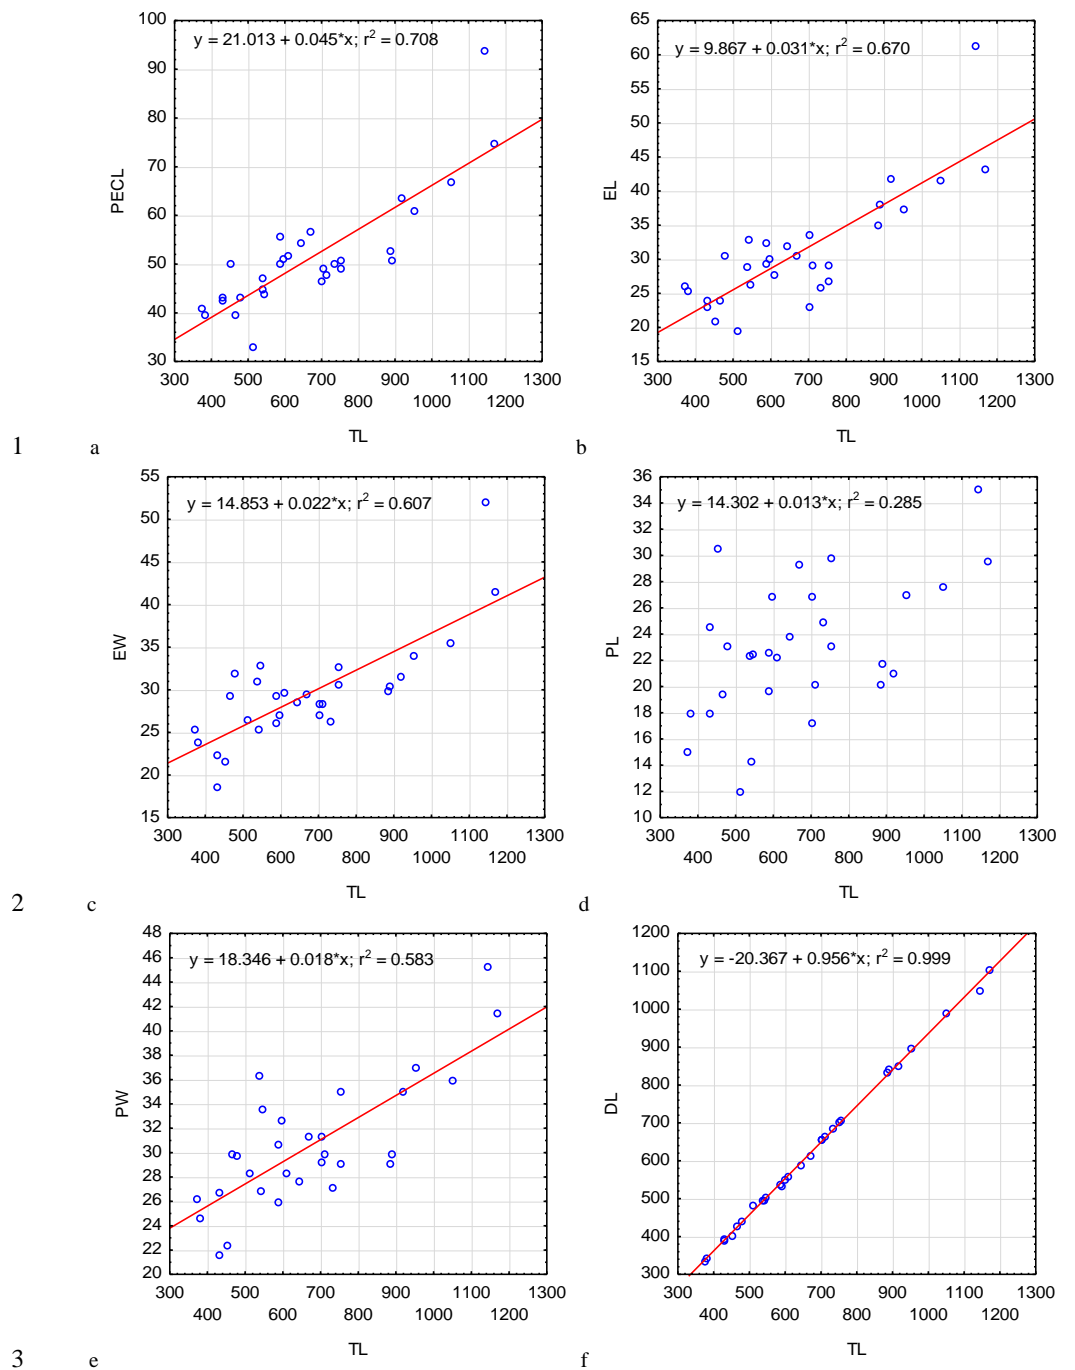 y = 21.013 + 0.045*x; r² = 0.708
100
90
80
70
60
50
40
30
PECL
300 500 700 900 1100 1300
400 600 800 1000 1200
TL
y = 9.867 + 0.031*x; r² = 0.670
65
60
55
50
45
40
35
30
25
20
15
EL
300 500 700 900 1100 1300
400 600 800 1000 1200
TL
1 a b
y = 14.853 + 0.022*x; r² = 0.607
55
50
45
40
35
30
25
20
15
EW
300 500 700 900 1100 1300
400 600 800 1000 1200
TL
y = 14.302 + 0.013*x; r² = 0.285
36
34
32
30
28
26
24
22
20
18
16
14
12
10
PL
300 500 700 900 1100 1300
400 600 800 1000 1200
TL
2 c d
y = 18.346 + 0.018*x; r² = 0.583
48
46
44
42
40
38
36
34
32
30
28
26
24
22
20
PW
300 500 700 900 1100 1300
400 600 800 1000 1200
TL
y = -20.367 + 0.956*x; r² = 0.999
1200
1100
1000
900
800
700
600
500
400
300
DL
300 500 700 900 1100 1300
400 600 800 1000 1200
TL
3 e f